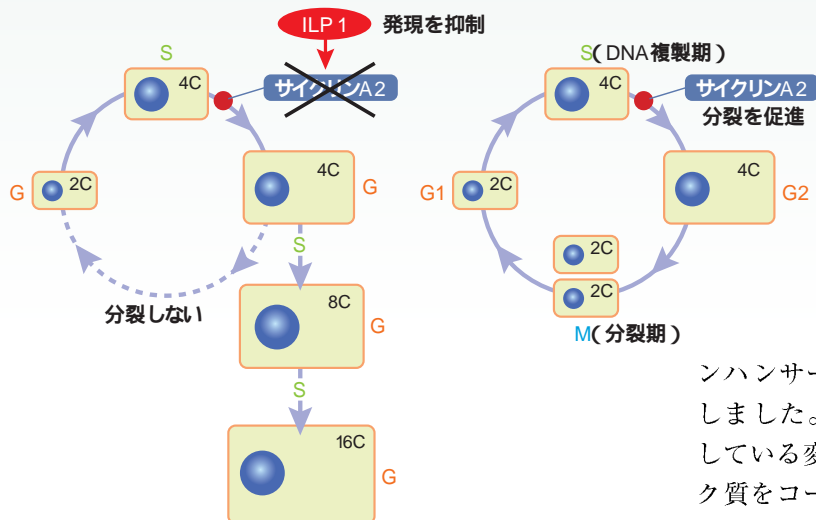 ILP 1 発現を抑制
S
4C
サイクリンA2
G
2C
4C
G
S
分裂しない
8C
G
S
16C
G
S(DNA複製期)
4C
サイクリンA2
分裂を促進
G1
2C
4C
G2
2C
2C
M(分裂期)
ンハンサー
しました。
している変
ク質をコー